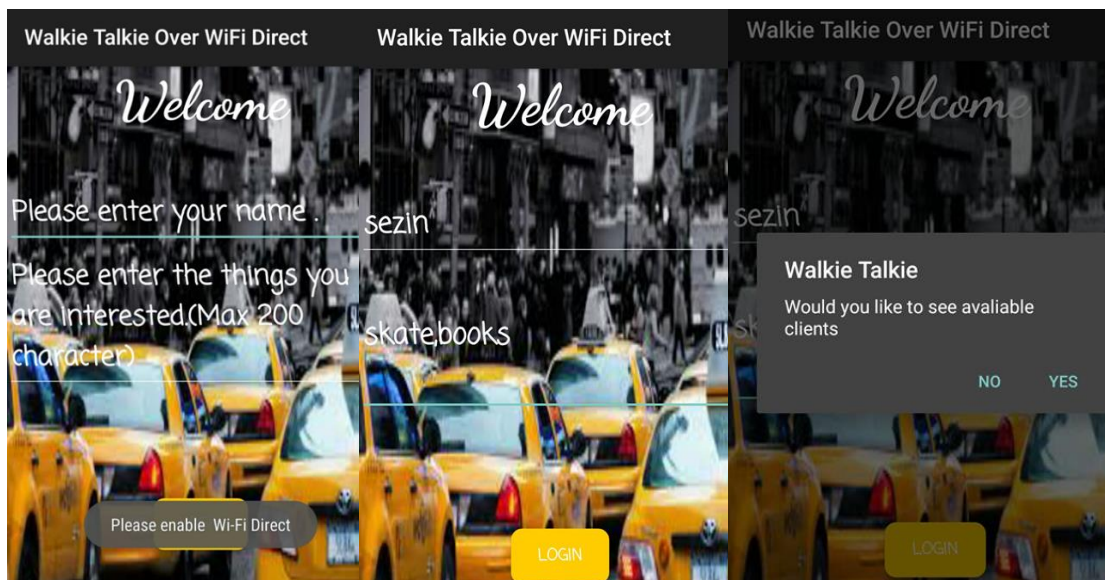 Walkie Talkie Over WiFi Direct
Welcome
Please enter your name .
Please enter the things you
are interested.(Max 200
character)
Please enable Wi-Fi Direct
Walkie Talkie Over WiFi Direct
Welcome
sezin
skate,books
LOGIN
Walkie Talkie Over WiFi Direct
Welcome
sezin
Walkie Talkie
Would you like to see avaliable
clients
sk
NO YES
LOGIN